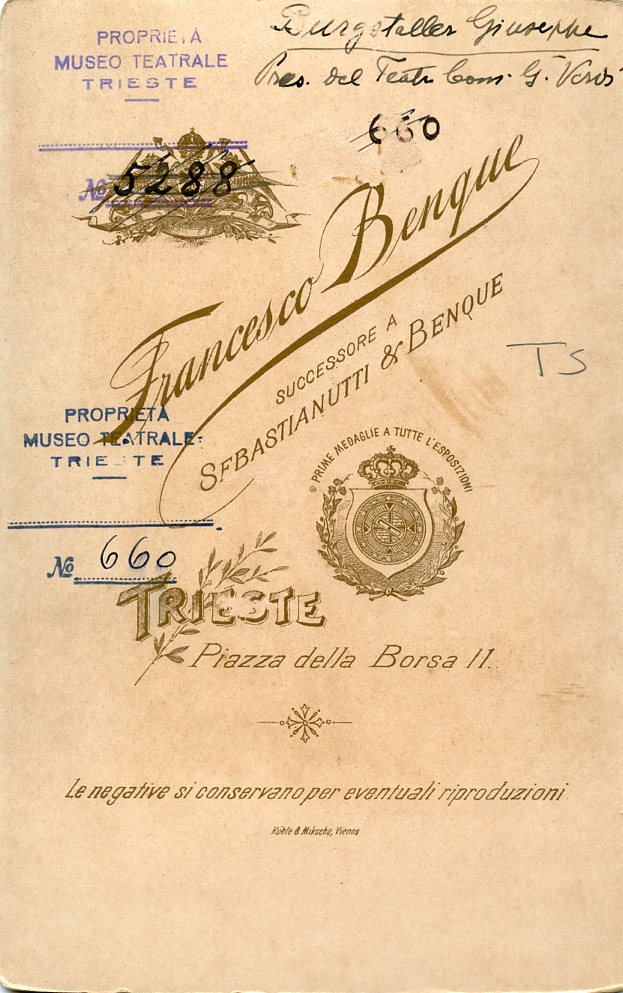 PROPRIETÀ
MUSEO TEATRALE
TRIESTE
Burgstaller Giuseppe
Pres. del Teatr Com. G. Verdi
660
No 5288
Francesco Benque
SUCCESSORE A
SEBASTIANUTTI & BENQUE
TS
PROPRIETÀ
MUSEO TEATRALE
TRIESTE
No 660
PRIME MEDAGLIE A TUTTE L'ESPOSIZIONI
TRIESTE
Piazza della Borsa 11.
Le negative si conservano per eventuali riproduzioni
Kühle & Miksche, Vienna